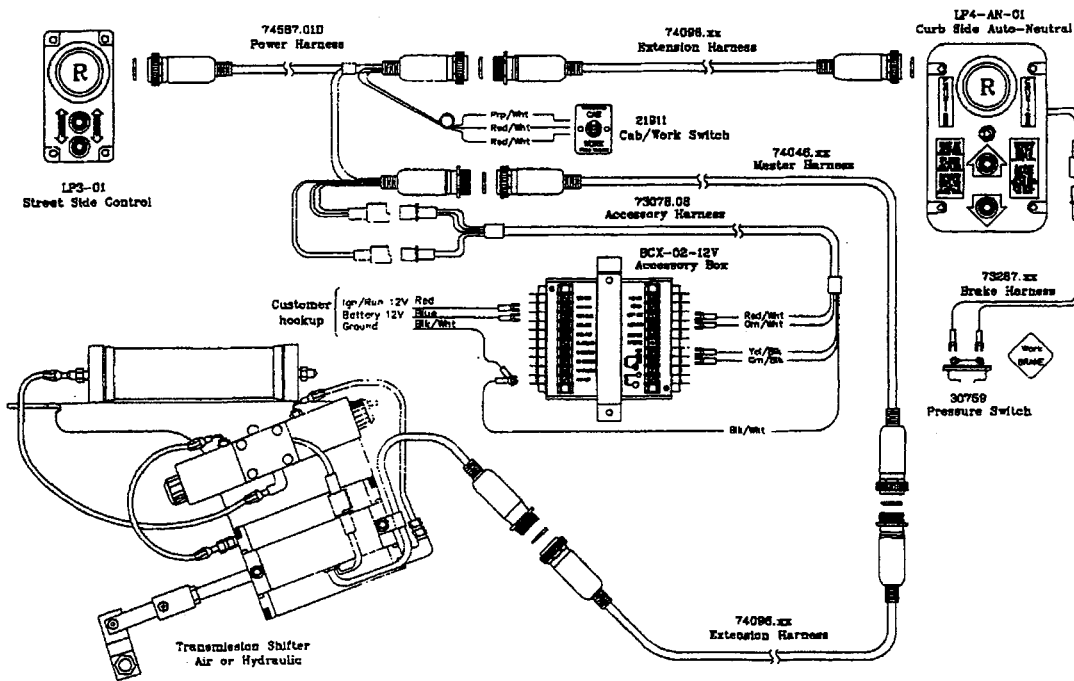 74587.01D
Power Harness
74096.xx
Extension Harness
LP4-AN-01
Curb Side Auto-Neutral
R
R
Prp/Wht
Red/Wht
Red/Wht
CAB
WORK
21911
Cab/Work Switch
LP3-01
Street Side Control
74046.xx
Master Harness
73078.08
Accessory Harness
BCX-02-12V
Accessory Box
Customer
hookup
Ign/Run 12V Red
Battery 12V Blue
Ground Blk/Wht
Red/Wht
Orn/Wht
Yel/Blk
Orn/Blk
Blk/Wht
73287.xx
Brake Harness
Work
BRAKE
30759
Pressure Switch
74096.xx
Extension Harness
Transmission Shifter
Air or Hydraulic